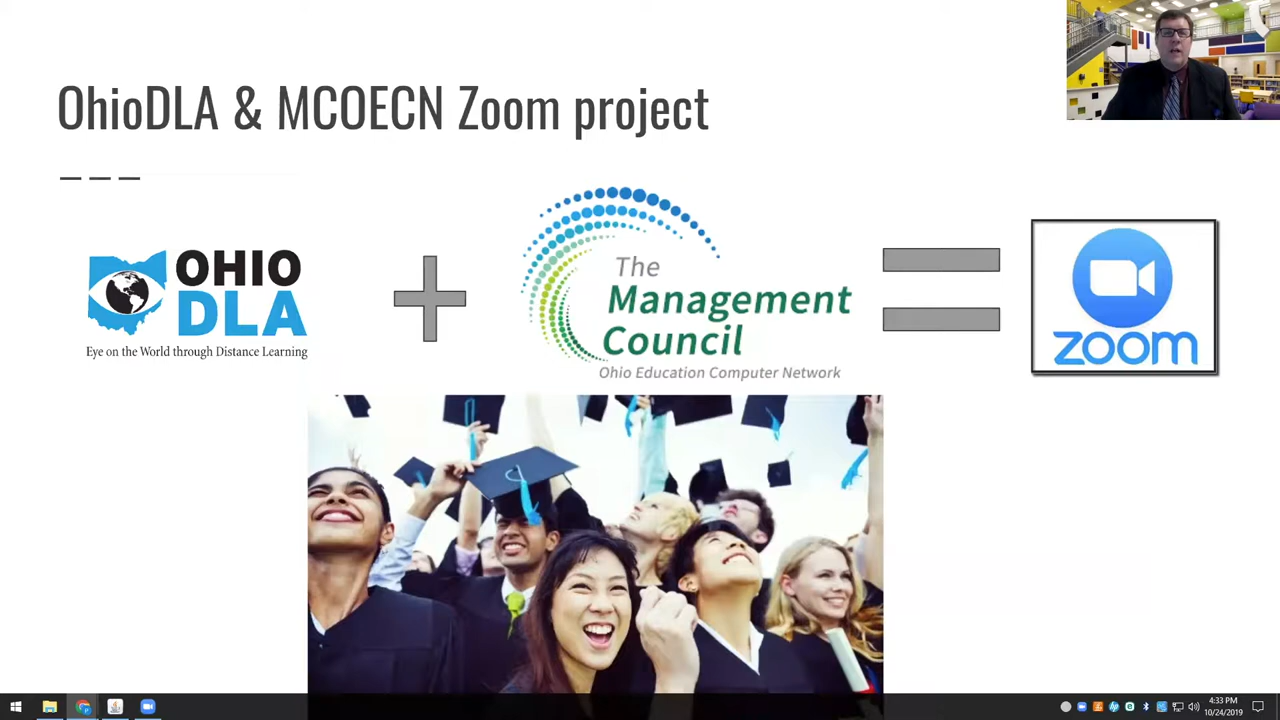 OhioDLA & MCOECN Zoom project
OHIO
DLA
Eye on the World through Distance Learning
The
Management
Council
Ohio Education Computer Network
zoom
4:33 PM
10/24/2019